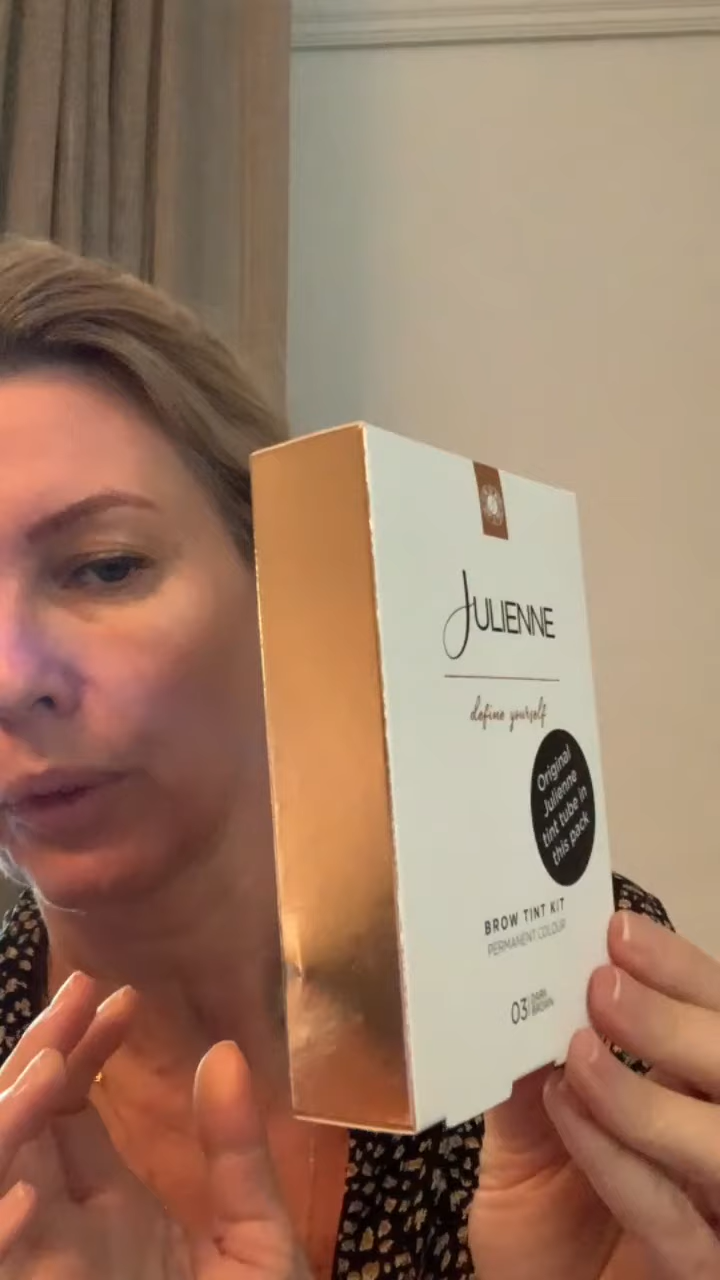 JULIENNE
define yourself
Original
Julienne
tint tube in
this pack
BROW TINT KIT
PERMANENT COLOUR
03 DARK
BROWN